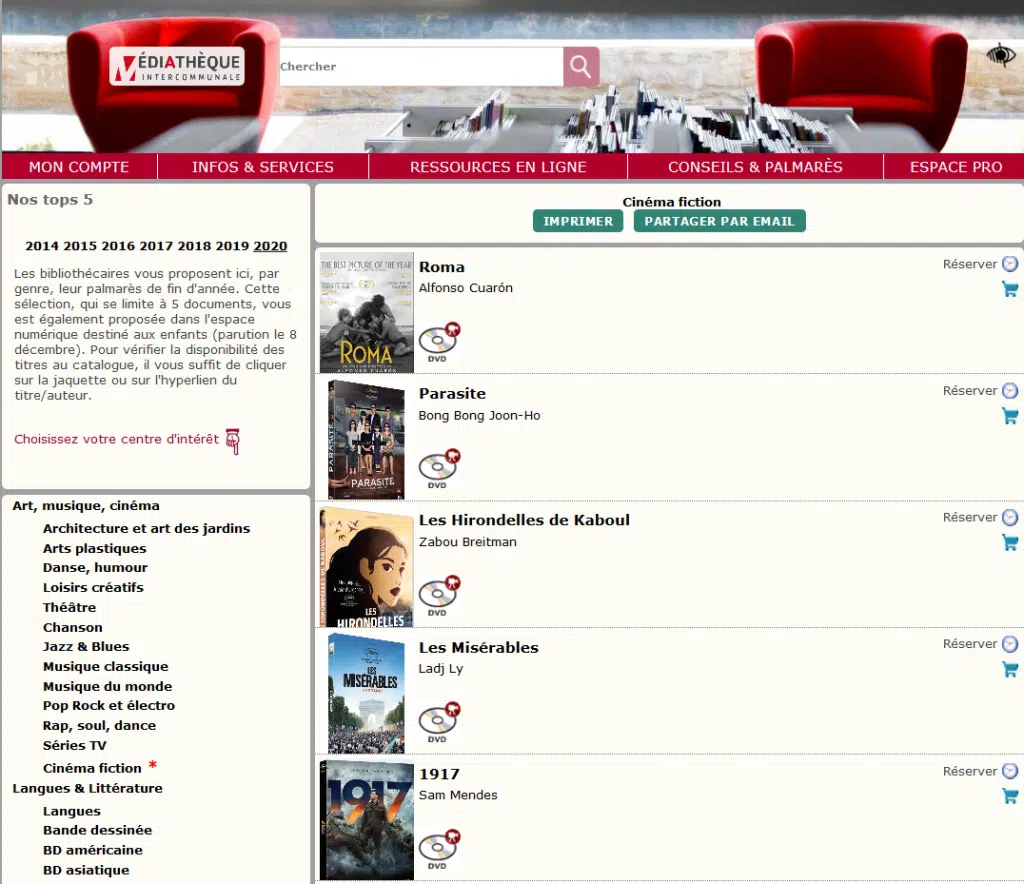 MÉDIATHÈQUE
INTERCOMMUNALE
Chercher
MON COMPTE
INFOS & SERVICES
RESSOURCES EN LIGNE
CONSEILS & PALMARÈS
ESPACE PRO
Nos tops 5
2014 2015 2016 2017 2018 2019 2020
Les bibliothécaires vous proposent ici, par
genre, leur palmarès de fin d'année. Cette
sélection, qui se limite à 5 documents, vous
est également proposée dans l'espace
numérique destiné aux enfants (parution le 8
décembre). Pour vérifier la disponibilité des
titres au catalogue, il vous suffit de cliquer
sur la jaquette ou sur l'hyperlien du
titre/auteur.
Choisissez votre centre d'intérêt
Art, musique, cinéma
Architecture et art des jardins
Arts plastiques
Danse, humour
Loisirs créatifs
Théâtre
Chanson
Jazz & Blues
Musique classique
Musique du monde
Pop Rock et électro
Rap, soul, dance
Séries TV
Cinéma fiction *
Langues & Littérature
Langues
Bande dessinée
BD américaine
BD asiatique
Cinéma fiction
IMPRIMER
PARTAGER PAR EMAIL
THE BEST PICTURE OF THE YEAR
ROMA
ALFONSO CUARÓN
Roma
Alfonso Cuarón
DVD
Réserver
PARASITE
PARASITE
Parasite
Bong Bong Joon-Ho
DVD
Réserver
LES
HIRONDELLES
Les Hirondelles de Kaboul
Zabou Breitman
DVD
Réserver
LES
MISÉRABLES
Les Misérables
Ladj Ly
DVD
Réserver
1917
1917
Sam Mendes
DVD
Réserver